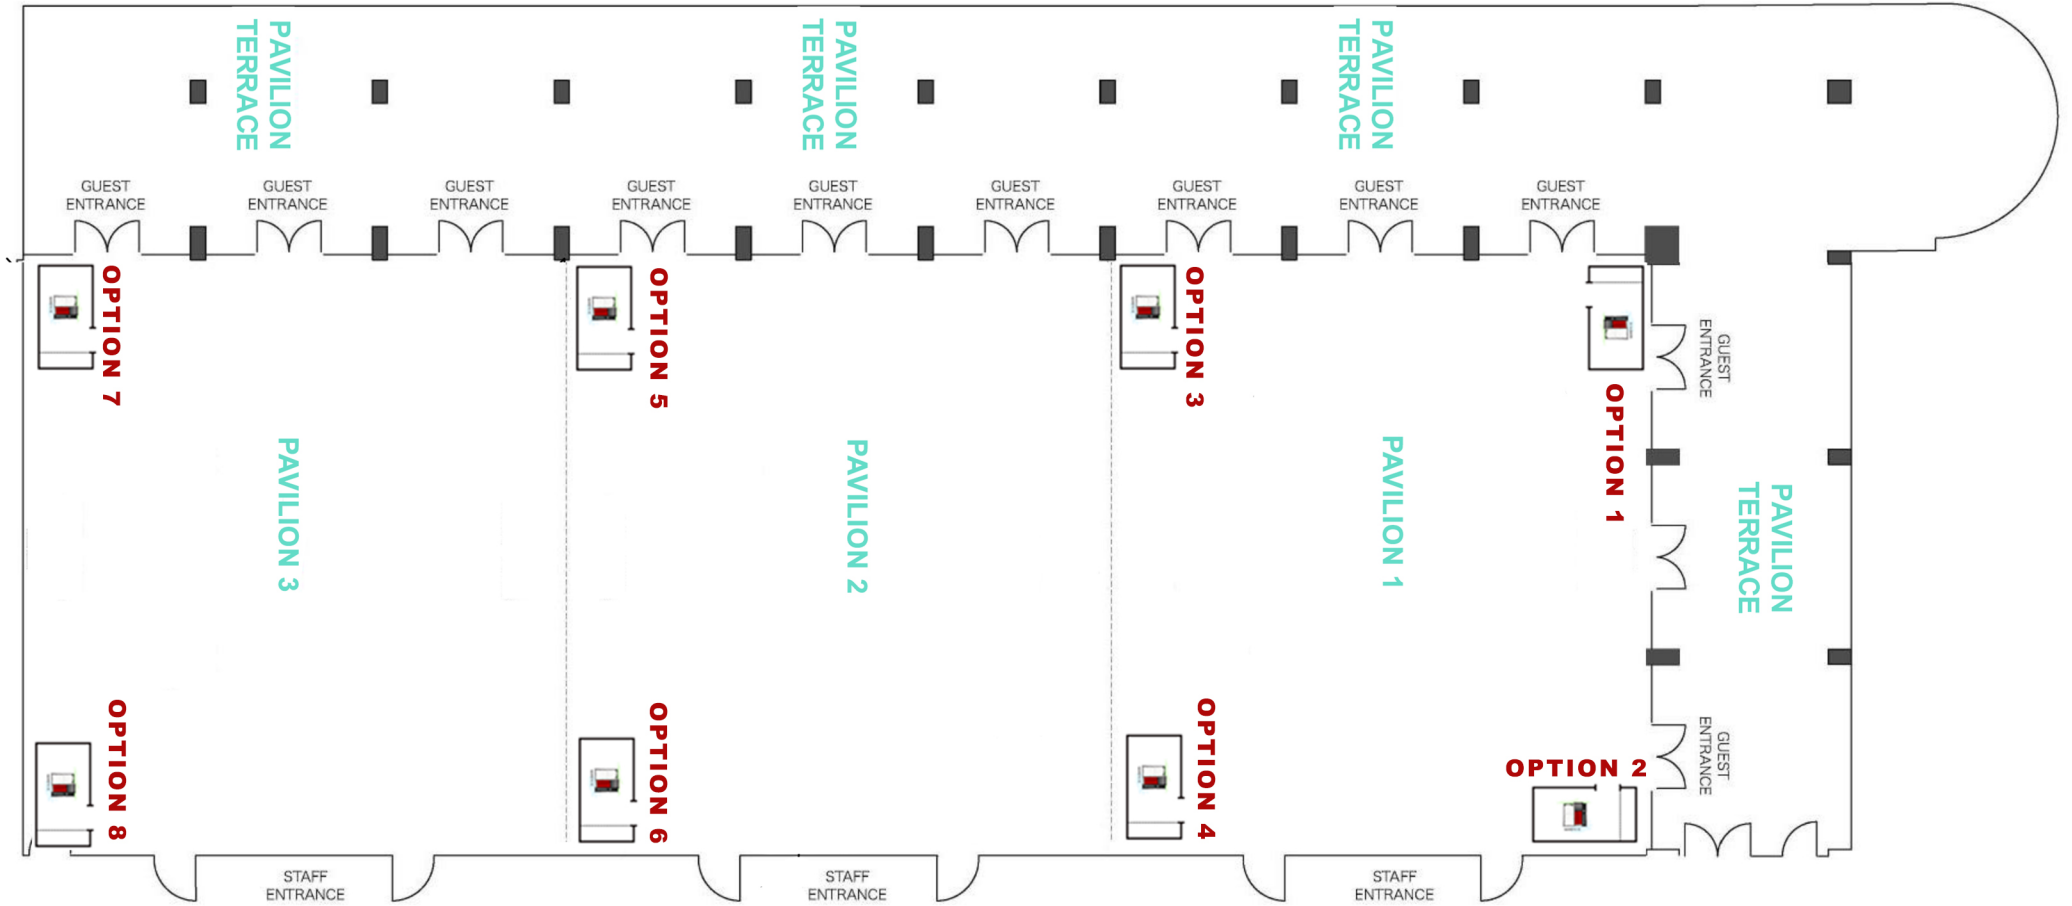 PAVILION
TERRACE
PAVILION
TERRACE
PAVILION
TERRACE
GUEST
ENTRANCE
GUEST
ENTRANCE
GUEST
ENTRANCE
GUEST
ENTRANCE
GUEST
ENTRANCE
GUEST
ENTRANCE
GUEST
ENTRANCE
GUEST
ENTRANCE
GUEST
ENTRANCE
OPTION 7
OPTION 5
OPTION 3
OPTION 1
GUEST
ENTRANCE
PAVILION 3
PAVILION 2
PAVILION 1
PAVILION
TERRACE
OPTION 8
OPTION 6
OPTION 4
OPTION 2
GUEST
ENTRANCE
STAFF
ENTRANCE
STAFF
ENTRANCE
STAFF
ENTRANCE